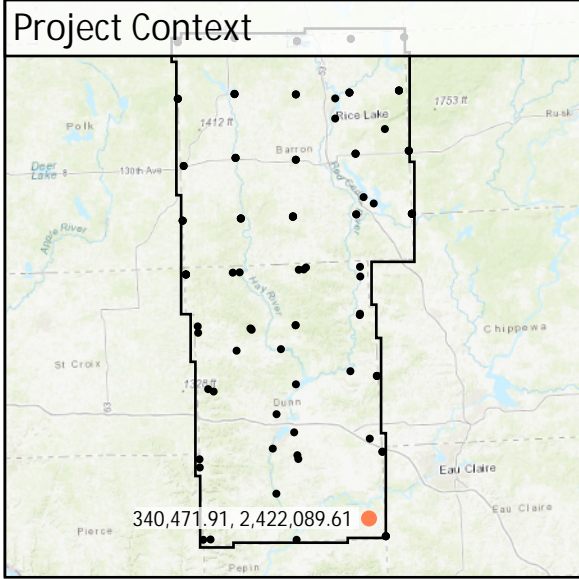 Project Context
1753 ft
Rusk
1412 ft
Rice Lake
Polk
Barron
Deer
Lake 8
130th Ave
Red Cedar River
Apple River
Hay River
Chippewa
St Croix
1328 ft
63
Dunn
Eau Claire
340,471.91, 2,422,089.61
Eau Claire
Pierce
Pepin